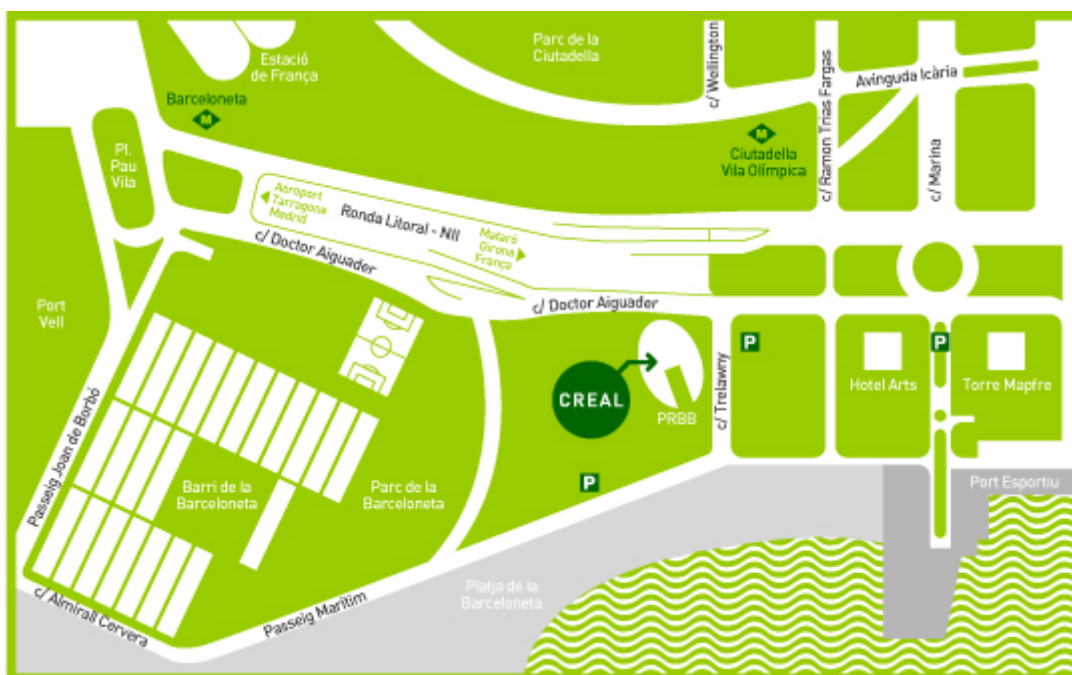 Estació
de França
Parc de la
Ciutadella
c/ Wellington
c/ Ramon Trias Fargas
Avinguda Icària
c/ Marina
Barceloneta
M
M
Ciutadella
Vila Olímpica
Pl.
Pau
Vila
Aeroport
Tarragona
Madrid
Ronda Litoral - NII
Mataró
Girona
França
c/ Doctor Aiguader
c/ Doctor Aiguader
Port
Vell
CREAL
PRBB
c/ Trelawny
P
P
Hotel Arts
Torre Mapfre
Passeig Joan de Borbó
Barri de la
Barceloneta
Parc de la
Barceloneta
P
Port Esportiu
Platja de la
Barceloneta
c/ Almirall Cervera
Passeig Marítim